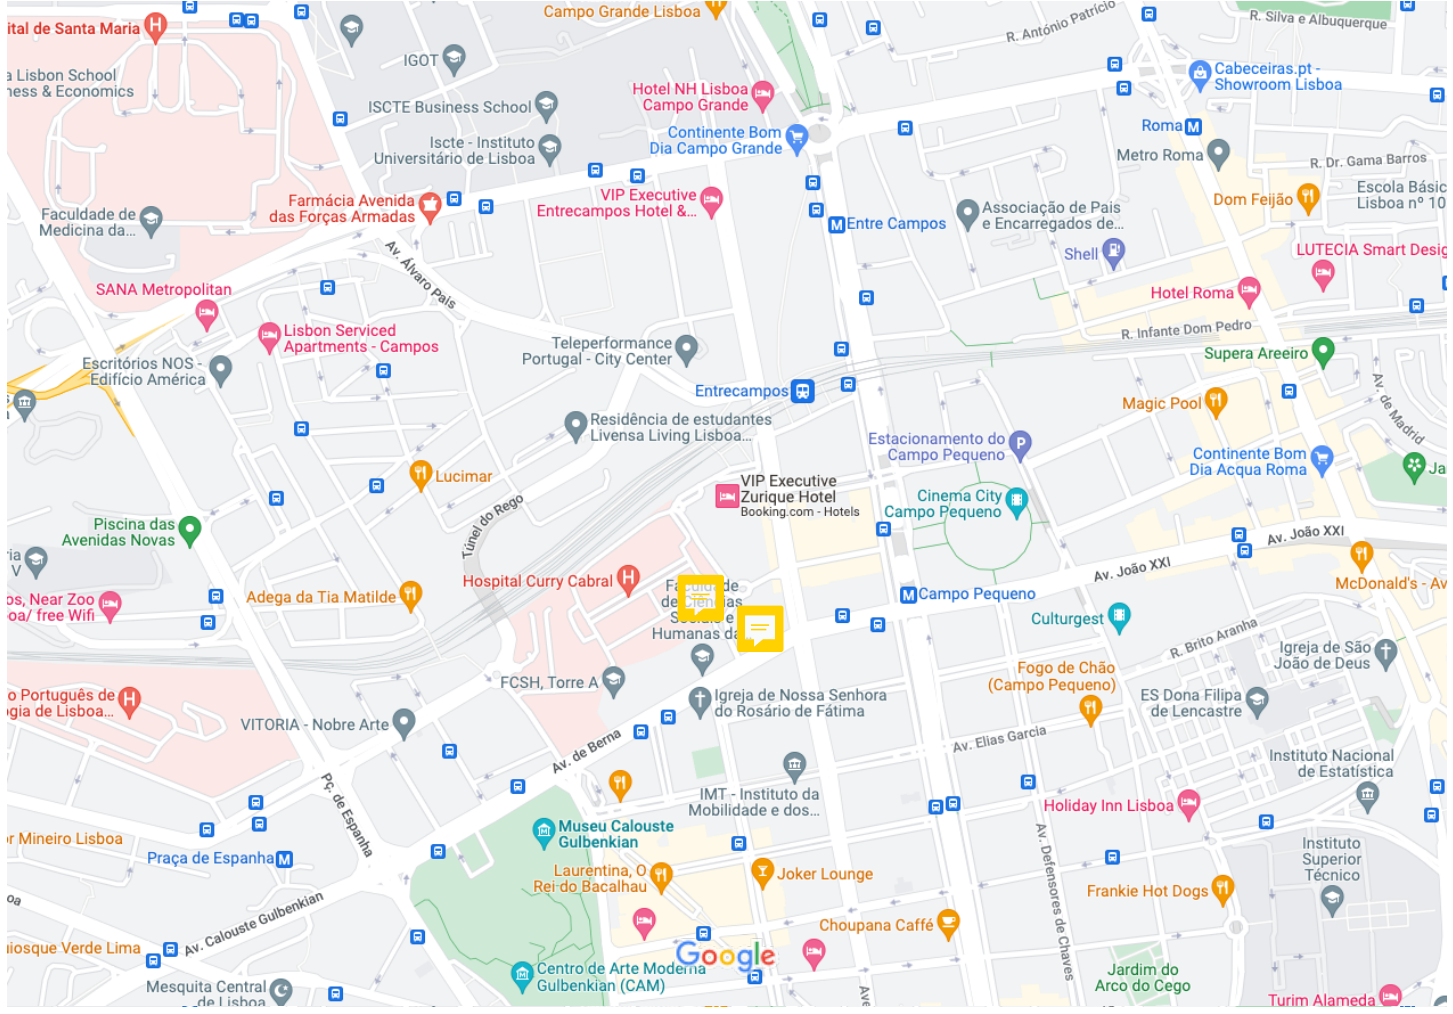 Campo Grande Lisboa
R. António Patrício
R. Silva e Albuquerque
ital de Santa Maria
IGOT
a Lisbon School
ness & Economics
ISCTE Business School
Hotel NH Lisboa
Campo Grande
Cabeceiras.pt -
Showroom Lisboa
Continente Bom
Dia Campo Grande
Roma
Metro Roma
Iscte - Instituto
Universitário de Lisboa
R. Dr. Gama Barros
Farmácia Avenida
das Forças Armadas
VIP Executive
Entrecampos Hotel &...
Entre Campos
Associação de Pais
e Encarregados de...
Dom Feijão
Escola Básic
Lisboa nº 10
Faculdade de
Medicina da...
Shell
LUTECIA Smart Desig
Av. Álvaro Pais
SANA Metropolitan
Hotel Roma
Lisbon Serviced
Apartments - Campos
R. Infante Dom Pedro
Teleperformance
Portugal - City Center
Supera Areeiro
Escritórios NOS -
Edifício América
Entrecampos
Magic Pool
Av. de Madrid
Residência de estudantes
Livensa Living Lisboa...
Estacionamento do
Campo Pequeno
Continente Bom
Dia Acqua Roma
Ja
Lucimar
VIP Executive
Zurique Hotel
Booking.com - Hotels
Cinema City
Campo Pequeno
Piscina das
Avenidas Novas
Túnel do Rego
Av. João XXI
ria
V
Hospital Curry Cabral
Av. João XXI
McDonald's - Av
os, Near Zoo
oa/ free Wifi
Adega da Tia Matilde
de Ciências
Humanas da
Campo Pequeno
Culturgest
R. Brito Aranha
Igreja de São
João de Deus
Fogo de Chão
(Campo Pequeno)
FCSH, Torre A
Igreja de Nossa Senhora
do Rosário de Fátima
ES Dona Filipa
de Lencastre
o Português de
ogia de Lisboa...
VITORIA - Nobre Arte
Av. de Berna
Av. Elias Garcia
Instituto Nacional
de Estatística
Pç. de Espanha
IMT - Instituto da
Mobilidade e dos...
Holiday Inn Lisboa
or Mineiro Lisboa
Museu Calouste
Gulbenkian
Instituto
Superior
Técnico
Praça de Espanha
Laurentina, O
Rei do Bacalhau
Joker Lounge
Av. Defensores de Chaves
Frankie Hot Dogs
oa
Av. Calouste Gulbenkian
Choupana Caffé
uiosque Verde Lima
Google
Centro de Arte Moderna
Gulbenkian (CAM)
Jardim do
Arco do Cego
Mesquita Central
de Lisboa
Ave
Turim Alameda